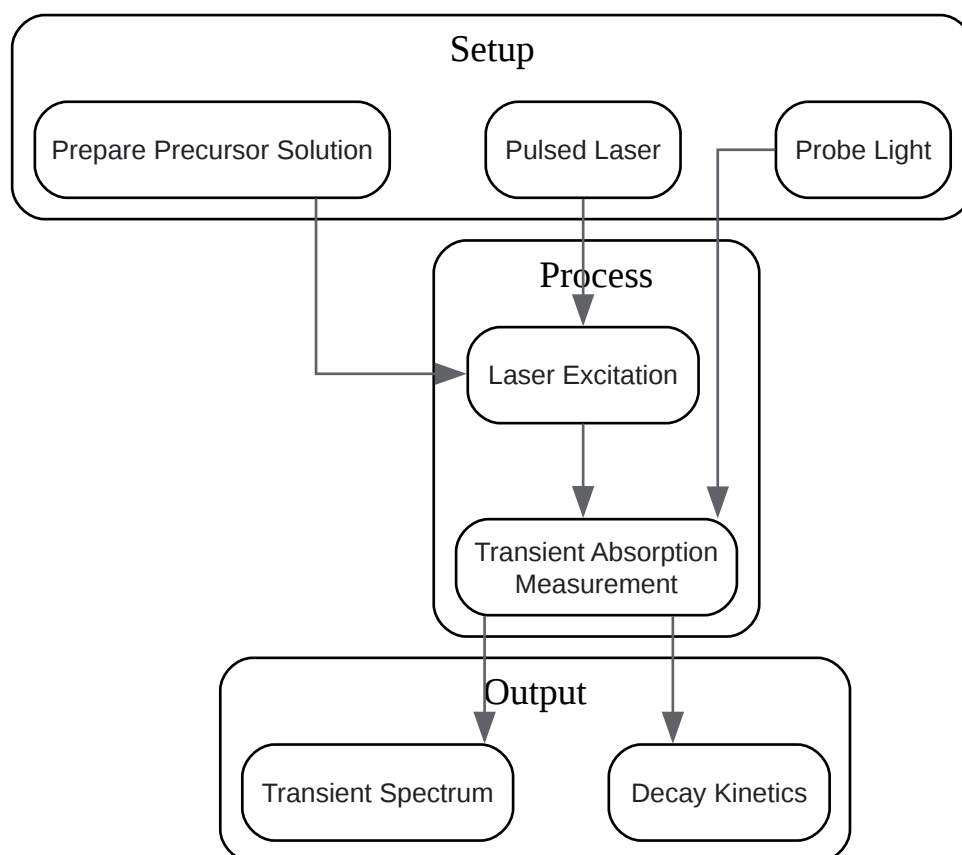 Setup
Prepare Precursor Solution
Pulsed Laser
Probe Light
Process
Laser Excitation
Transient Absorption
Measurement
Output
Transient Spectrum
Decay Kinetics